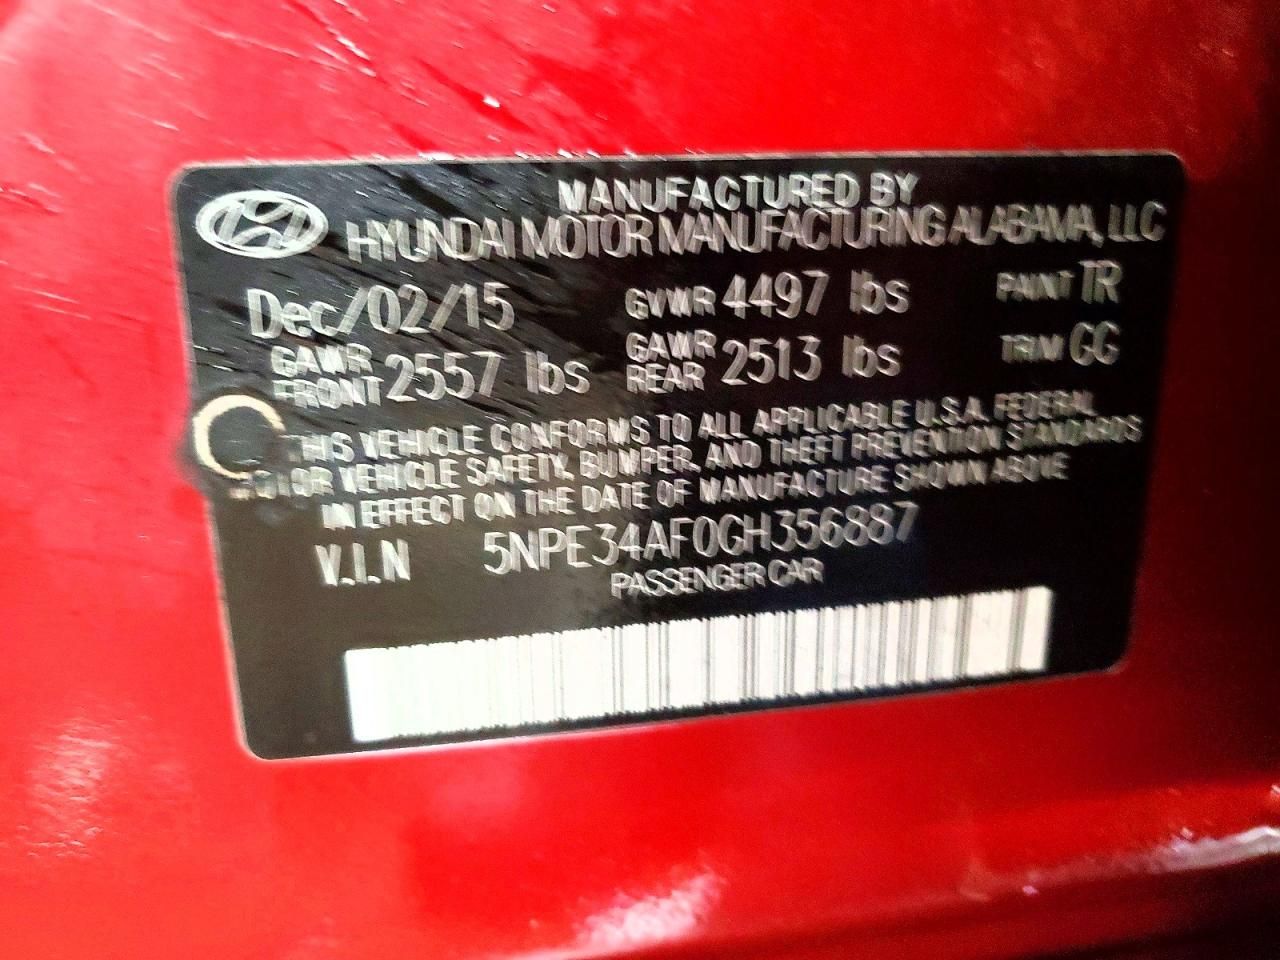 MANUFACTURED BY
HYUNDAI MOTOR MANUFACTURING ALABAMA, LLC
Dec/02/15 GVWR 4497 lbs PAINT TR
GAWR FRONT 2557 lbs GAWR REAR 2513 lbs TRIM GG
THIS VEHICLE CONFORMS TO ALL APPLICABLE U.S.A. FEDERAL
MOTOR VEHICLE SAFETY, BUMPER, AND THEFT PREVENTION STANDARDS
IN EFFECT ON THE DATE OF MANUFACTURE SHOWN ABOVE
V.I.N 5NPE34AF0GH356887
PASSENGER CAR